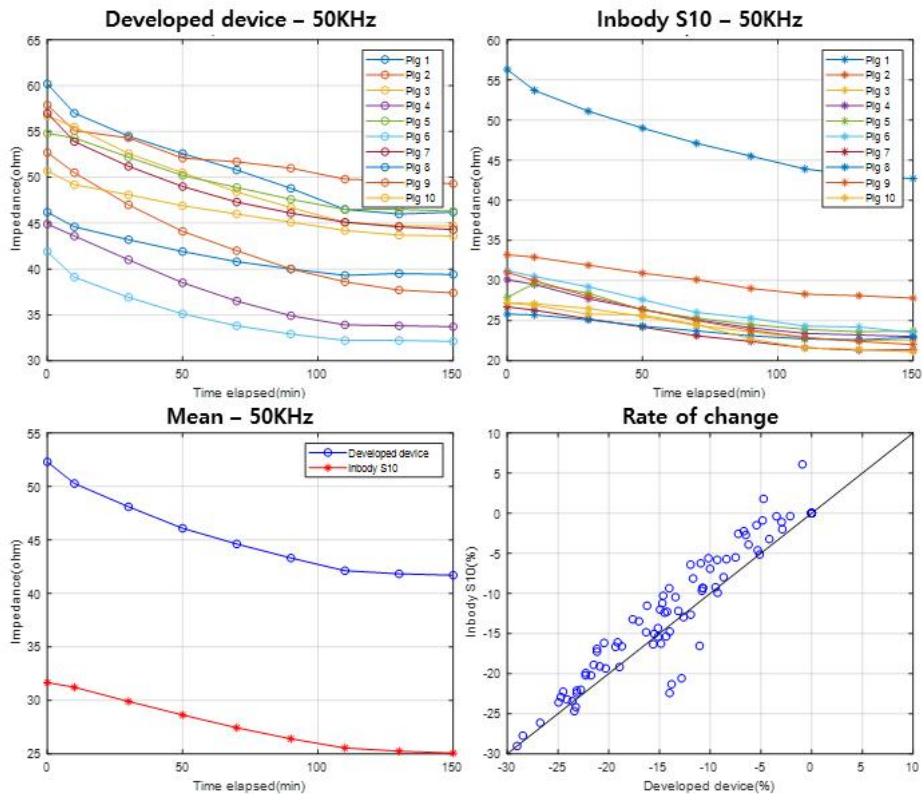 Developed device – 50KHz
Impedance(ohm)
65
60
55
50
45
40
35
30
0
50
100
150
Time elapsed(min)
Pig 1
Pig 2
Pig 3
Pig 4
Pig 5
Pig 6
Pig 7
Pig 8
Pig 9
Pig 10
Inbody S10 – 50KHz
Impedance(ohm)
60
55
50
45
40
35
30
25
20
0
50
100
150
Time elapsed(min)
Pig 1
Pig 2
Pig 3
Pig 4
Pig 5
Pig 6
Pig 7
Pig 8
Pig 9
Pig 10
Mean – 50KHz
Impedance(ohm)
55
50
45
40
35
30
25
0
50
100
150
Time elapsed(min)
Developed device
Inbody S10
Rate of change
Inbody S10(%)
10
5
0
-5
-10
-15
-20
-25
-30
-30
-25
-20
-15
-10
-5
0
5
10
Developed device(%)